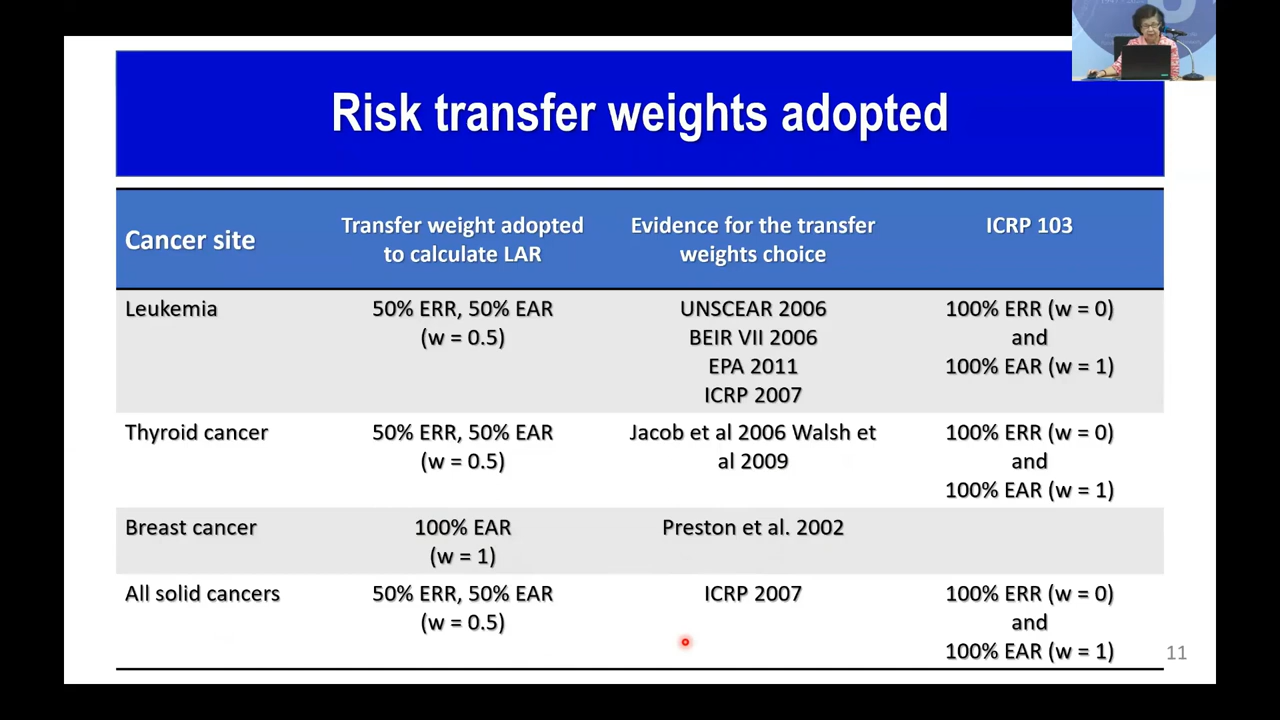 Risk transfer weights adopted
Cancer site
Transfer weight adopted
to calculate LAR
Evidence for the transfer
weights choice
ICRP 103
Leukemia
50% ERR, 50% EAR
(w = 0.5)
UNSCEAR 2006
BEIR VII 2006
EPA 2011
ICRP 2007
100% ERR (w = 0)
and
100% EAR (w = 1)
Thyroid cancer
50% ERR, 50% EAR
(w = 0.5)
Jacob et al 2006 Walsh et
al 2009
100% ERR (w = 0)
and
100% EAR (w = 1)
Breast cancer
100% EAR
(w = 1)
Preston et al. 2002
All solid cancers
50% ERR, 50% EAR
(w = 0.5)
ICRP 2007
100% ERR (w = 0)
and
100% EAR (w = 1)
11